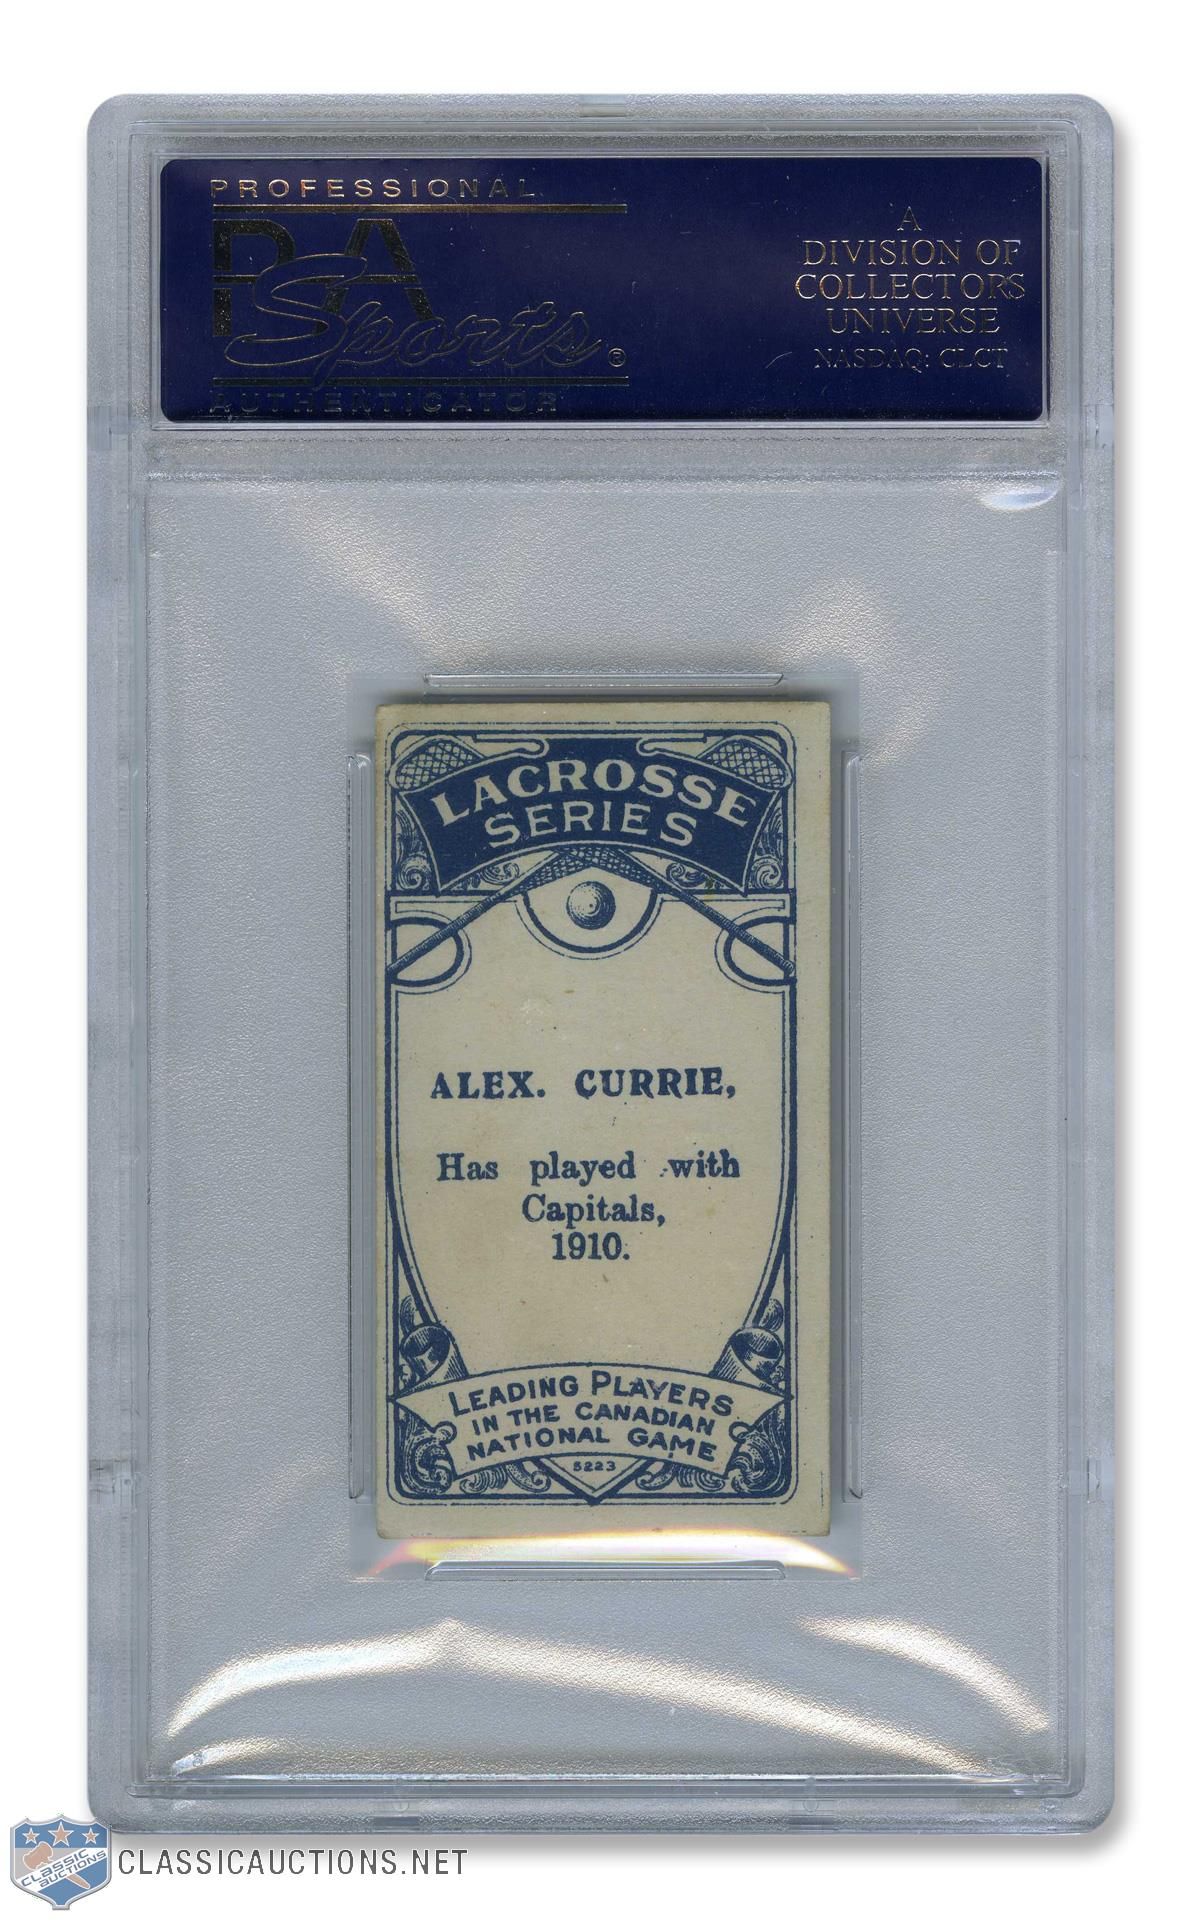 PROFESSIONAL
PSA
Sports®
AUTHENTICATOR
A
DIVISION OF
COLLECTORS
UNIVERSE
NASDAQ: CLCT
LACROSSE
SERIES
ALEX. CURRIE,
Has played with
Capitals,
1910.
LEADING PLAYERS
IN THE CANADIAN
NATIONAL GAME
5223
CLASSIC
AUCTIONS
CLASSICAUCTIONS.NET